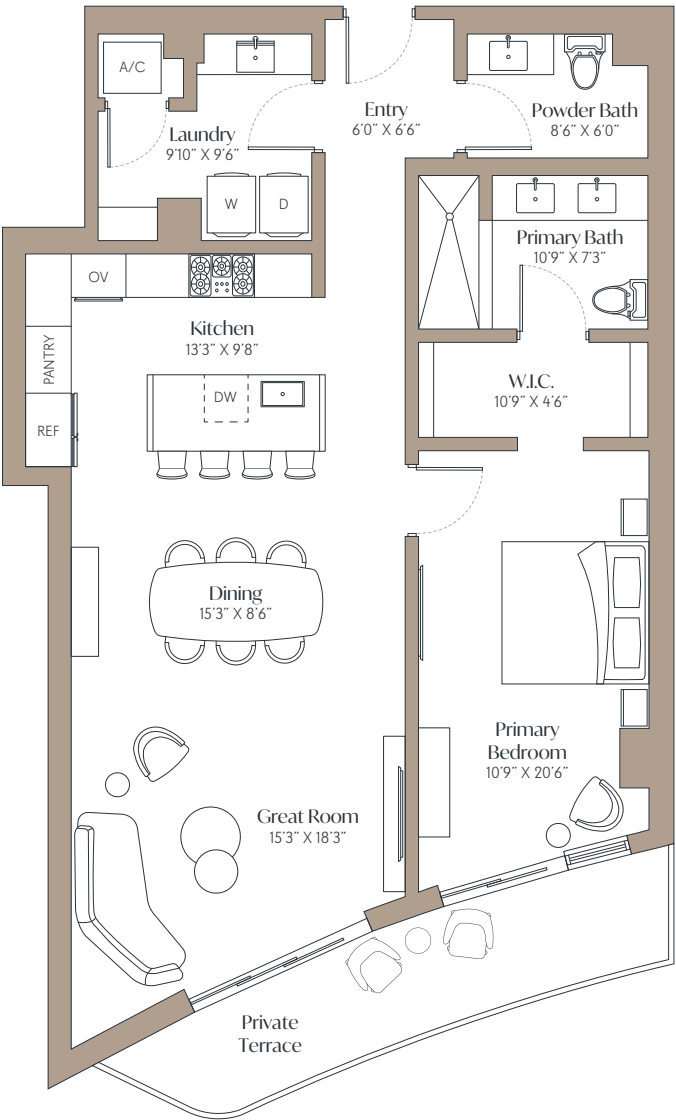 A/C
Laundry
9'10" X 9'6"
W
D
Entry
6'0" X 6'6"
Powder Bath
8'6" X 6'0"
Primary Bath
10'9" X 7'3"
OV
Kitchen
13'3" X 9'8"
PANTRY
REF
DW
W.I.C.
10'9" X 4'6"
Dining
15'3" X 8'6"
Primary
Bedroom
10'9" X 20'6"
Great Room
15'3" X 18'3"
Private
Terrace